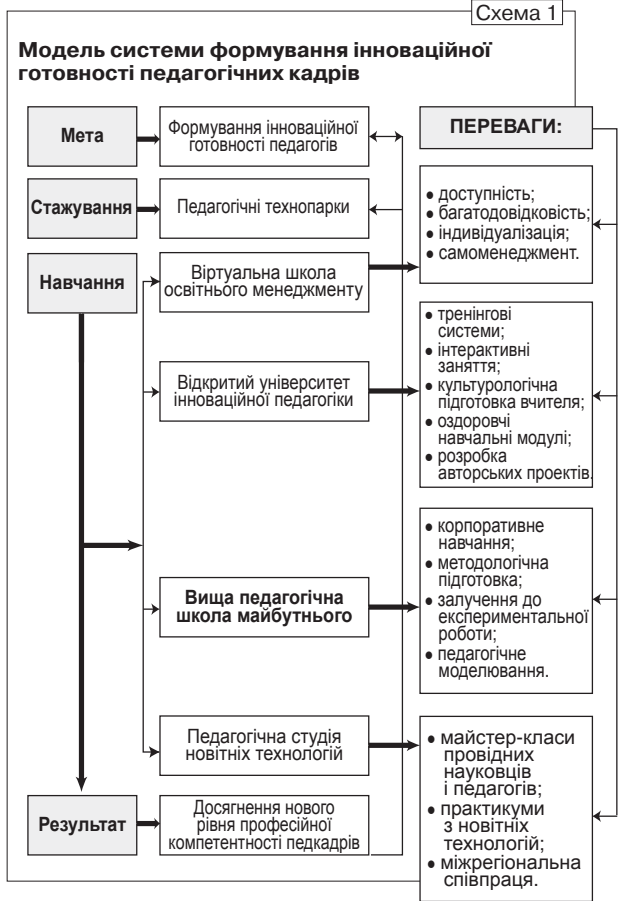 Схема 1
Модель системи формування інноваційної
готовності педагогічних кадрів
Мета
Формування інноваційної
готовності педагогів
ПЕРЕВАГИ:
Стажування
Педагогічні технопарки
● доступність;
● багатодовідковість;
● індивідуалізація;
● самоменеджмент.
Навчання
Віртуальна школа
освітнього менеджменту
Відкритий університет
інноваційної педагогіки
● тренінгові
системи;
● інтерактивні
заняття;
● культурологічна
підготовка вчителя;
● оздоровчі
навчальні модулі;
● розробка
авторських проектів.
Вища педагогічна
школа майбутнього
● корпоративне
навчання;
● методологічна
підготовка;
● залучення до
експериментальної
роботи;
● педагогічне
моделювання.
Педагогічна студія
новітніх технологій
● майстер-класи
провідних
науковців
і педагогів;
● практикуми
з новітніх
технологій;
● міжрегіональна
співпраця.
Результат
Досягнення нового
рівня професійної
компетентності педкадрів